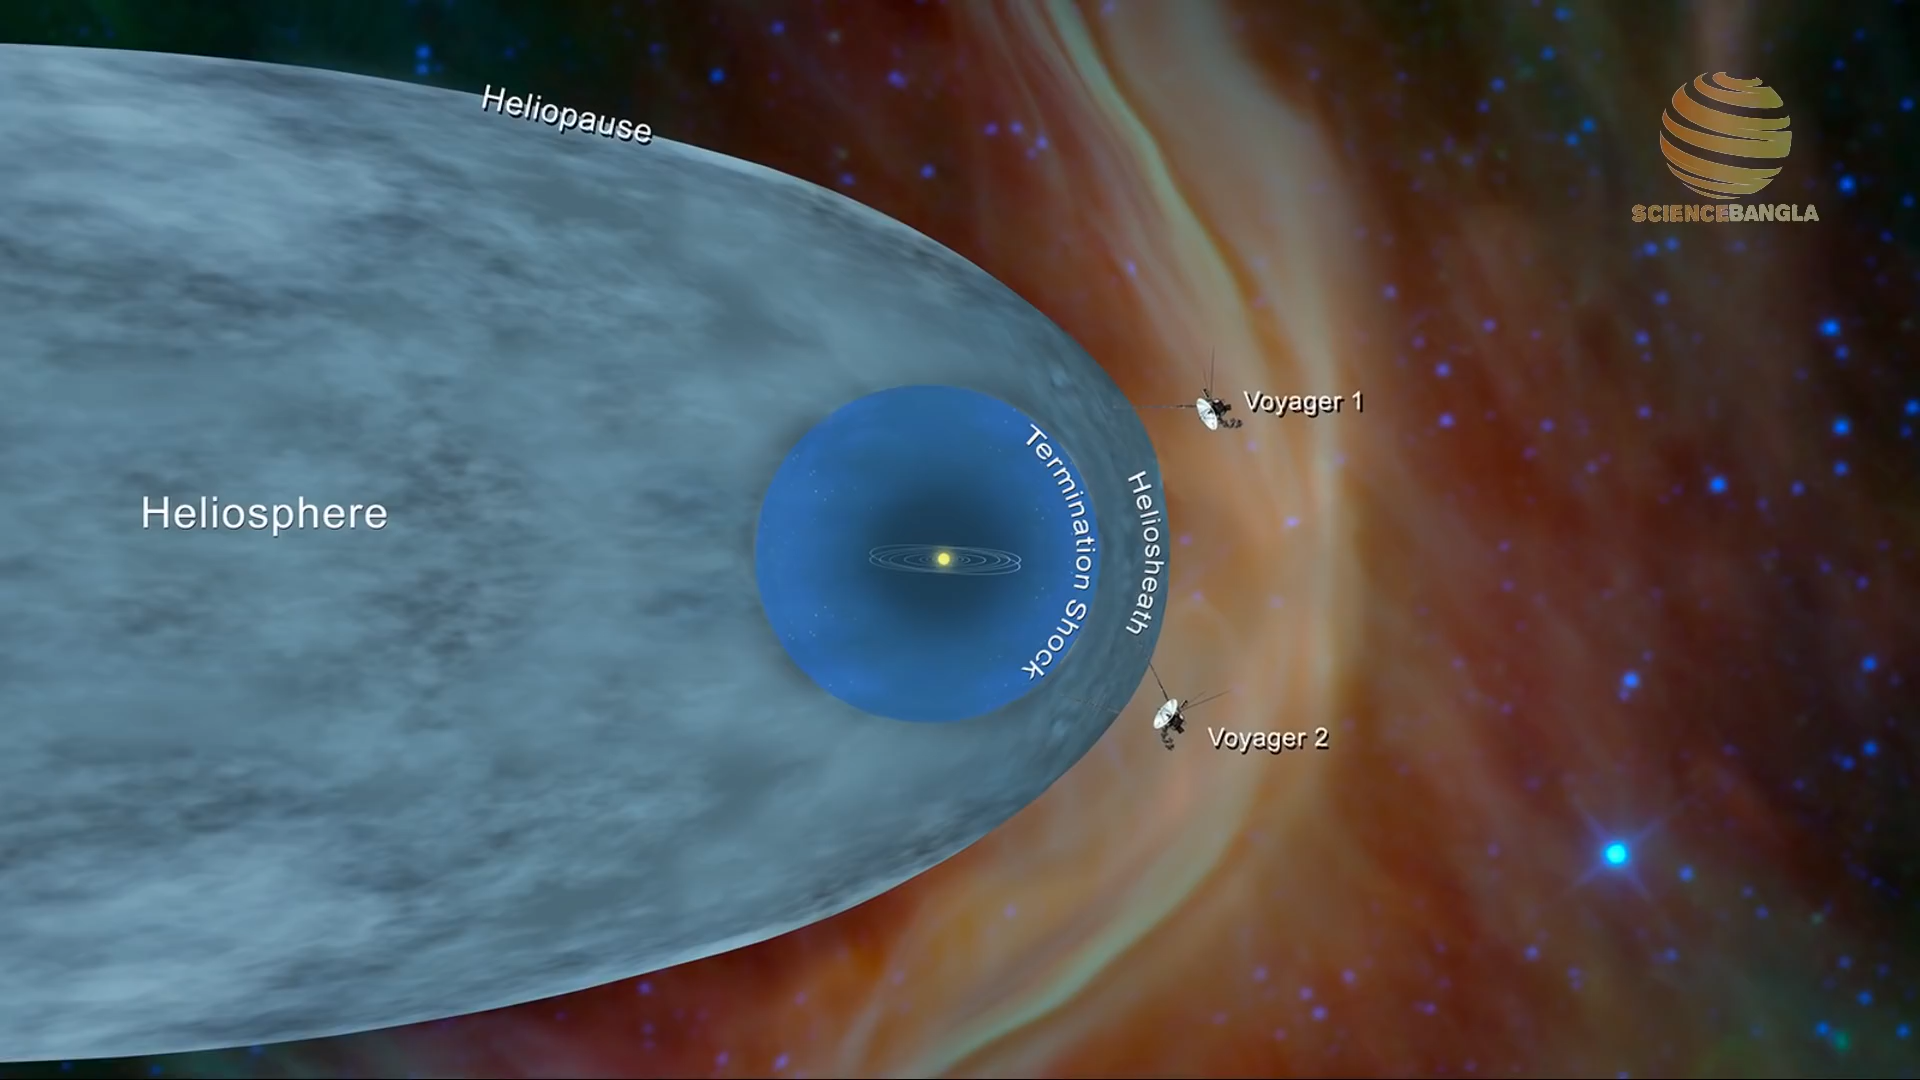 Heliopause
SCIENCEBANGLA
Voyager 1
Termination Shock
Heliosheath
Heliosphere
Voyager 2